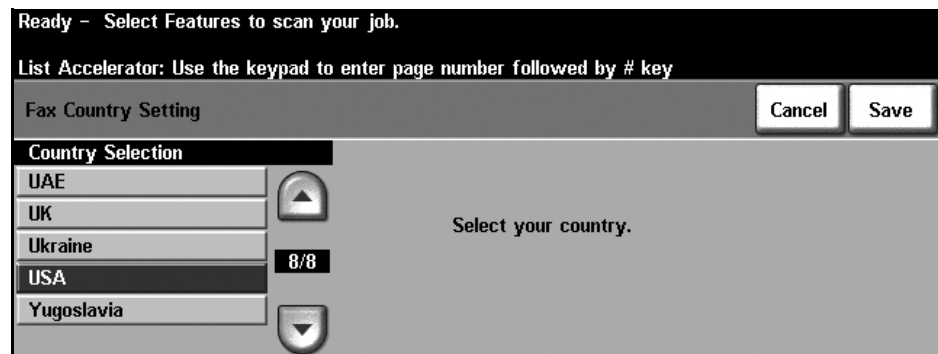 Ready - Select Features to scan your job.
List Accelerator: Use the keypad to enter page number followed by # key
Fax Country Setting
Cancel
Save
Country Selection
UAE
UK
Select your country.
Ukraine
8/8
USA
Yugoslavia